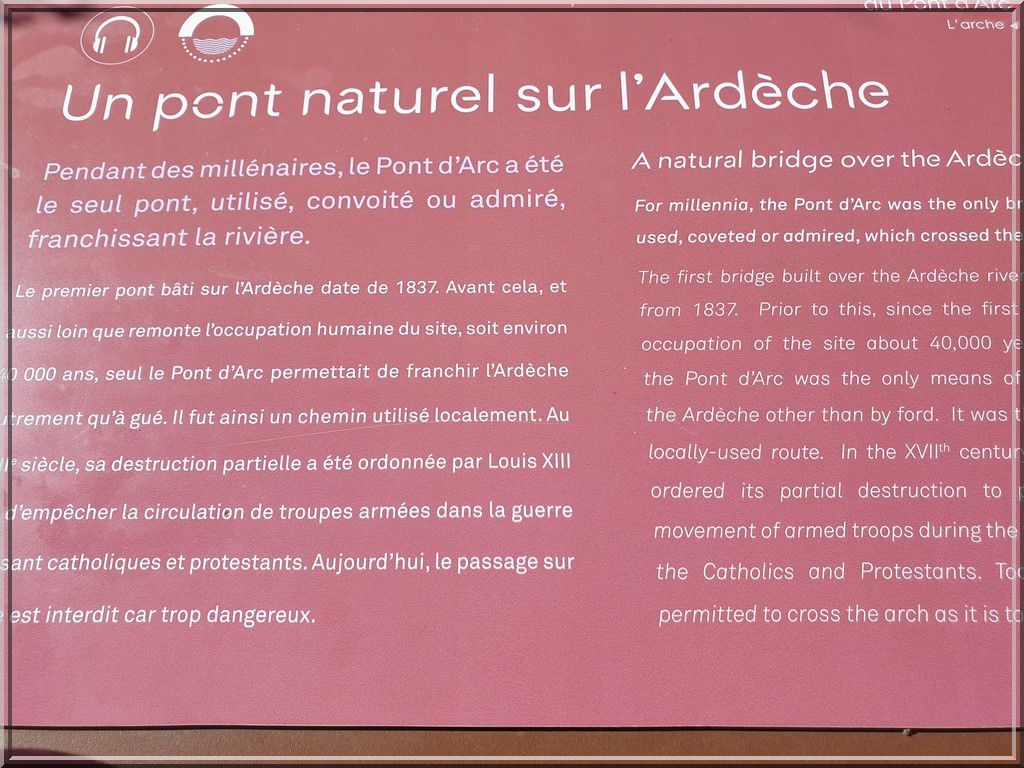 du Pont d'Arc
L'arche
Un pont naturel sur l'Ardèche
Pendant des millénaires, le Pont d'Arc a été
le seul pont, utilisé, convoité ou admiré,
franchissant la rivière.
Le premier pont bâti sur l'Ardèche date de 1837. Avant cela, et
aussi loin que remonte l'occupation humaine du site, soit environ
40 000 ans, seul le Pont d'Arc permettait de franchir l'Ardèche
qu'à gué. Il fut ainsi un chemin utilisé localement. Au
siècle, sa destruction partielle a été ordonnée par Louis XIII
d'empêcher la circulation de troupes armées dans la guerre
catholiques et protestants. Aujourd'hui, le passage sur
est interdit car trop dangereux.
A natural bridge over the
For millennia, the Pont d'Arc was the only
used, coveted or admired, which crossed the
The first bridge built over the Ardèche
from 1837. Prior to this, since the first
occupation of the site about 40,000
the Pont d'Arc was the only means of
the Ardèche other than by ford. It was
locally-used route. In the XVIIth
ordered its partial destruction to
movement of armed troops during the
the Catholics and Protestants.
permitted to cross the arch as it is